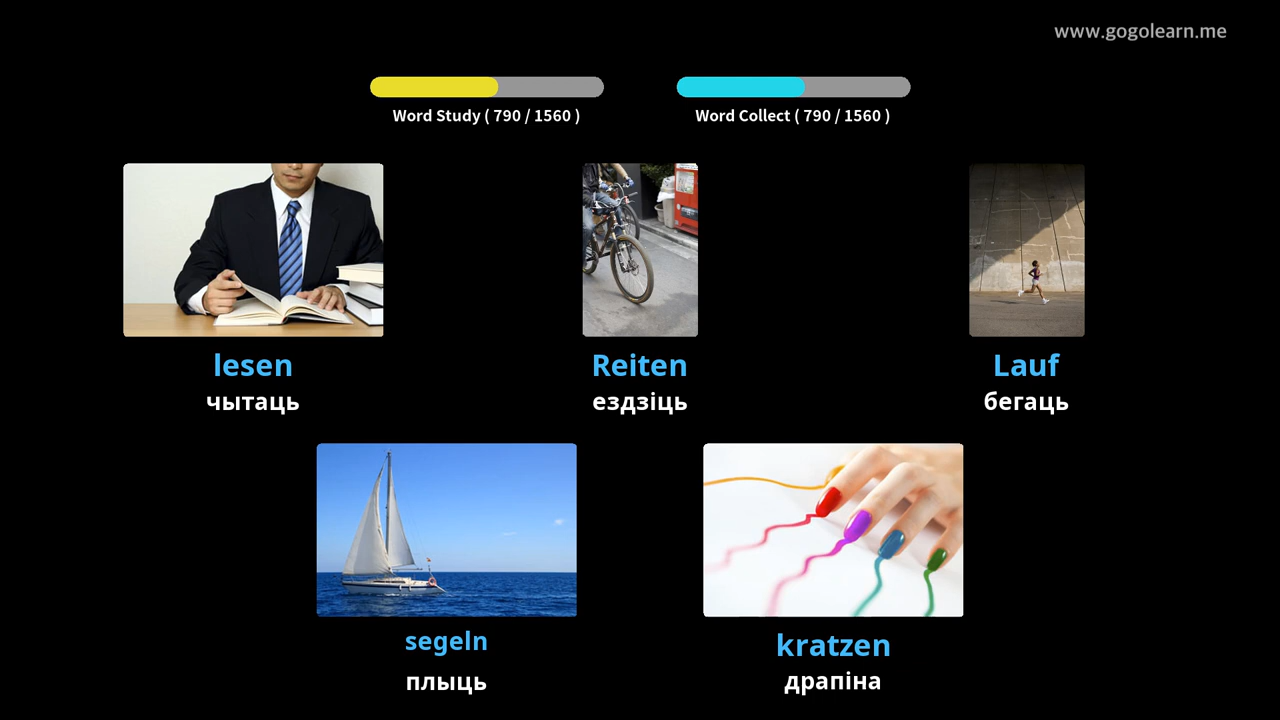 www.gogolearn.me
Word Study ( 790 / 1560 )
Word Collect ( 790 / 1560 )
lesen
чытаць
Reiten
ездзіць
Lauf
бегаць
segeln
плыць
kratzen
драпіна